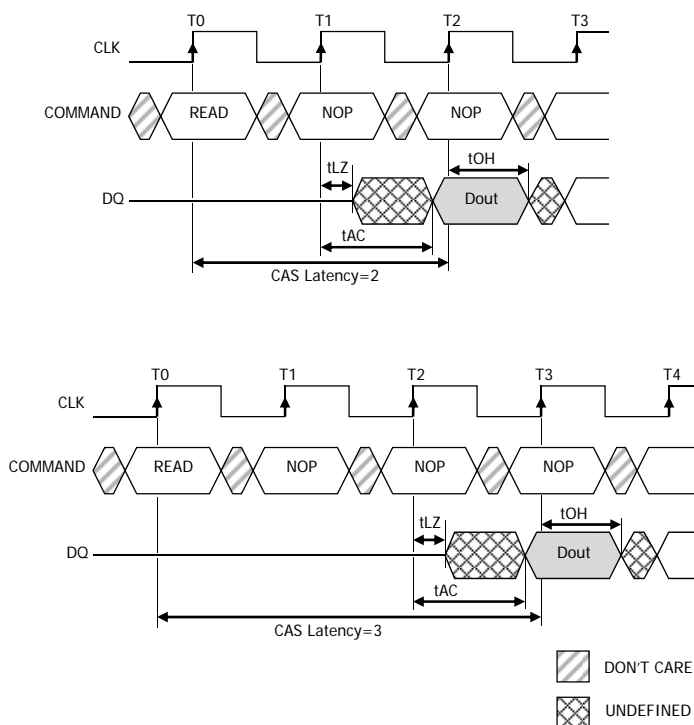 T0 T1 T2 T3
CLK
COMMAND READ NOP NOP
tLZ tOH
DQ Dout
tAC
CAS Latency=2
T0 T1 T2 T3 T4
CLK
COMMAND READ NOP NOP NOP
tLZ tOH
DQ Dout
tAC
CAS Latency=3
DON'T CARE
UNDEFINED